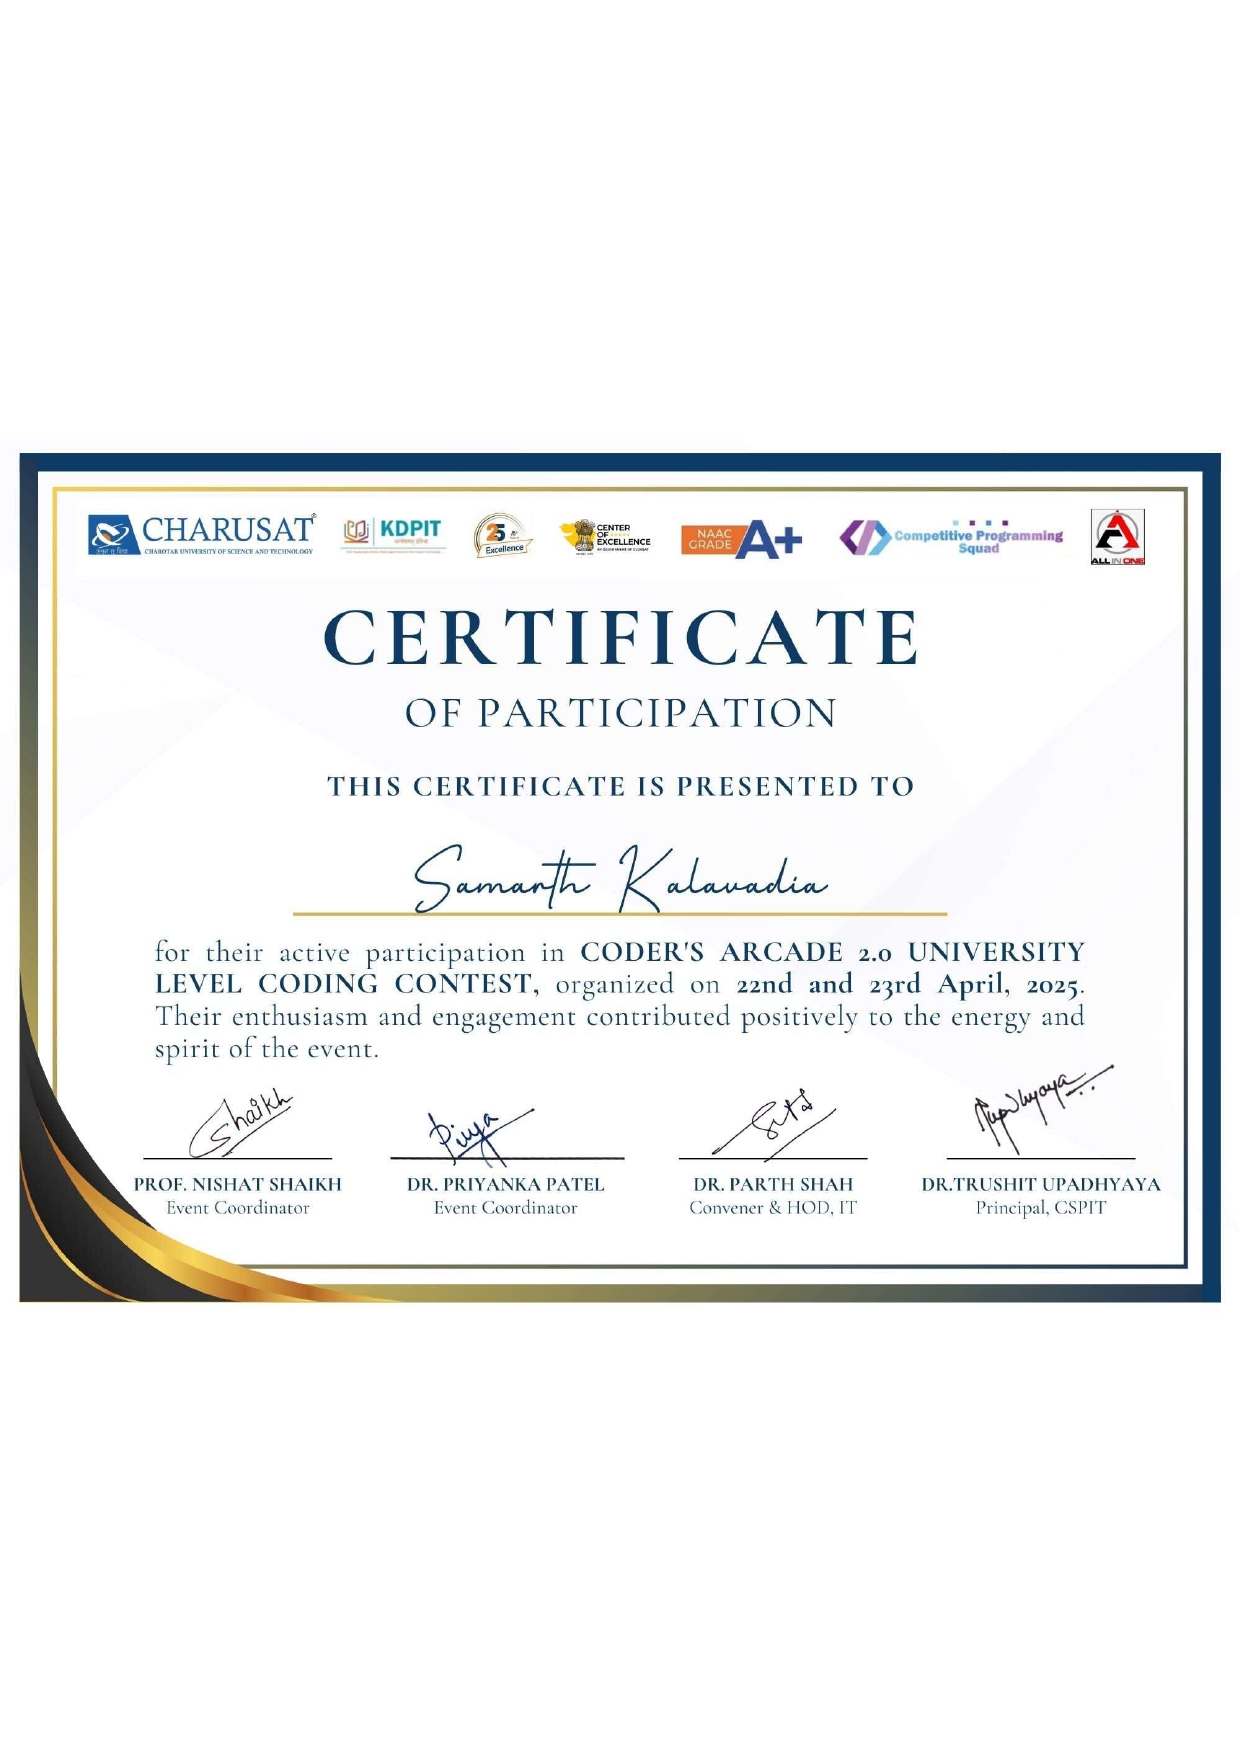 CHARUSAT
CHAROTAR UNIVERSITY OF SCIENCE AND TECHNOLOGY
KDPIT
25
Excellence
CENTER
OF
EXCELLENCE
NAAC
GRADE
A+
Competitive Programming
Squad
ALL IN ONE
CERTIFICATE
OF PARTICIPATION
THIS CERTIFICATE IS PRESENTED TO
Samarth Kalavadia
for their active participation in CODER'S ARCADE 2.0 UNIVERSITY
LEVEL CODING CONTEST, organized on 22nd and 23rd April, 2025.
Their enthusiasm and engagement contributed positively to the energy and
spirit of the event.
Shaikh
PROF. NISHAT SHAIKH
Event Coordinator
DR. PRIYANKA PATEL
Event Coordinator
DR. PARTH SHAH
Convener & HOD, IT
DR.TRUSHIT UPADHYAYA
Principal, CSPIT